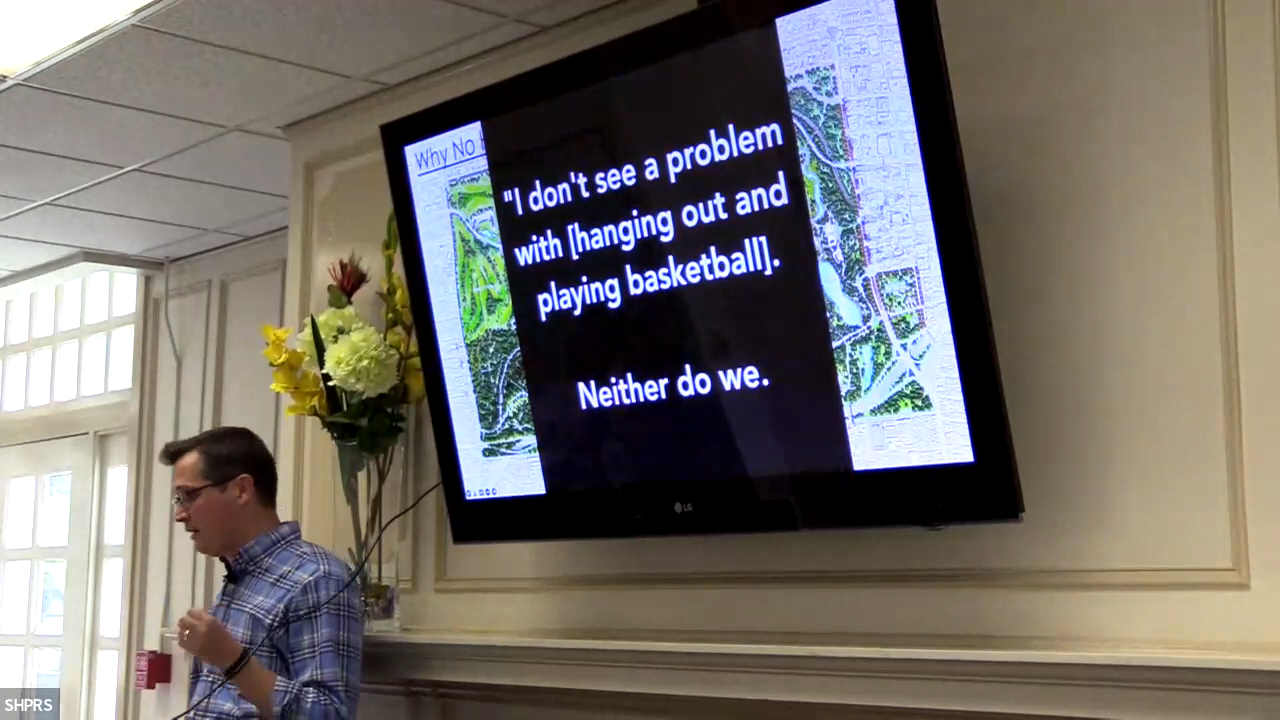 Why No
"I don't see a problem
with [hanging out and
playing basketball].
Neither do we.
LG
SHPRS